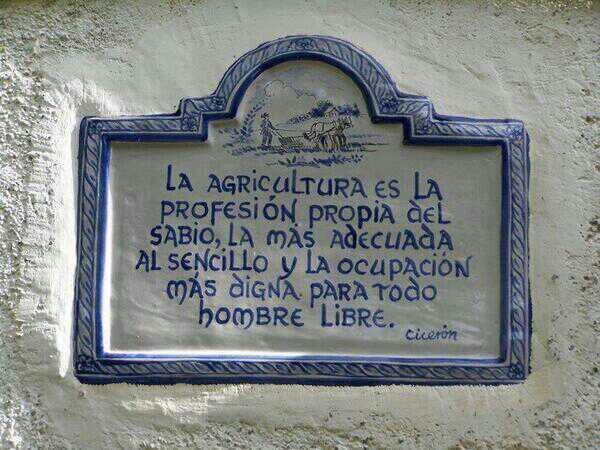 LA AGRICULTURA ES LA
PROFESIÓN PROPIA DEL
SABIO, LA MÁS ADECUADA
AL SENCILLO Y LA OCUPACIÓN
MÁS DIGNA PARA TODO
HOMBRE LIBRE.
Cicerón